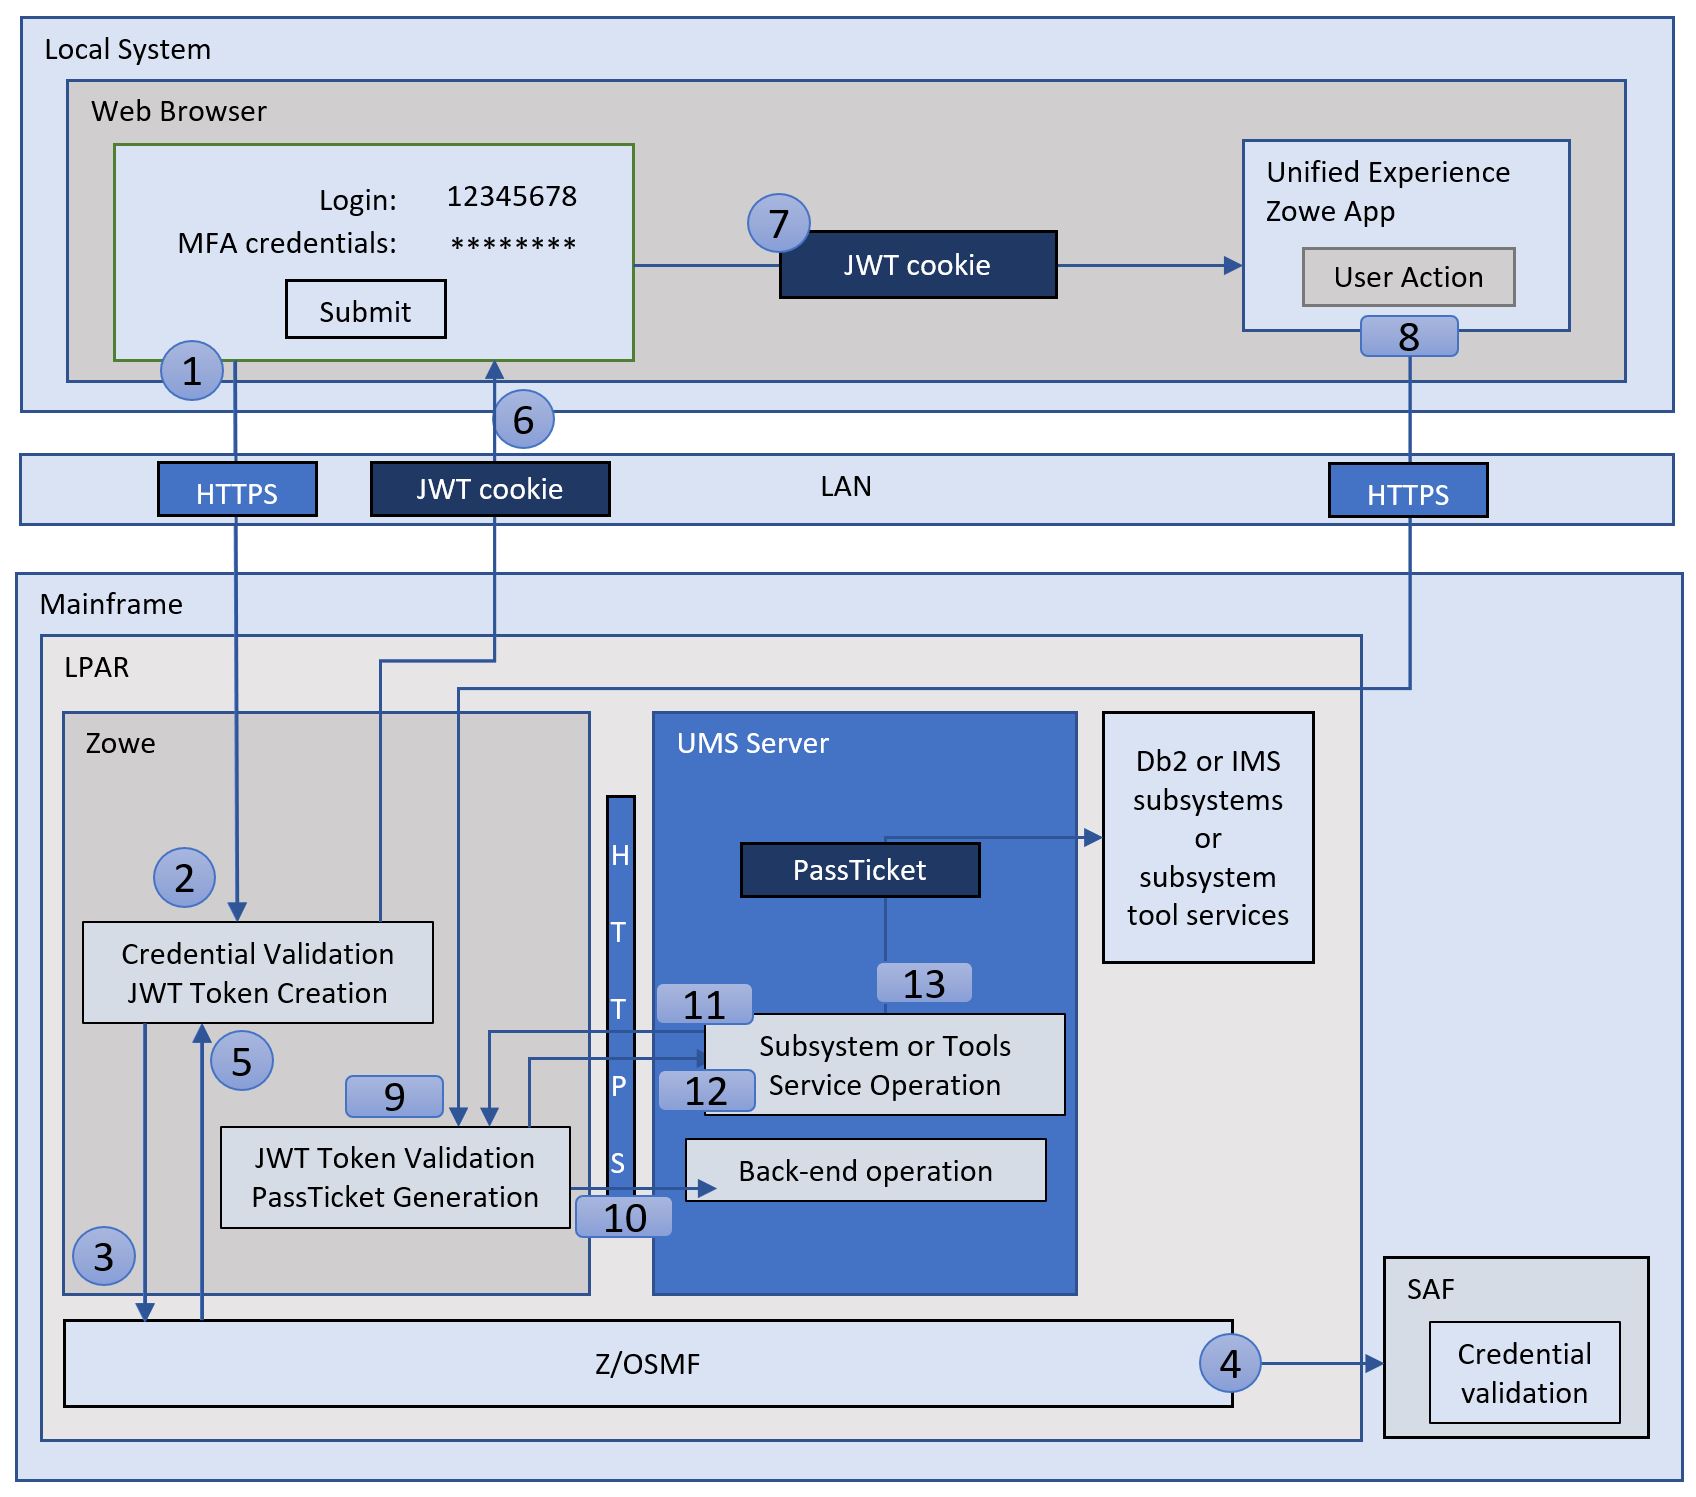 Local System
Web Browser
Login: 12345678
MFA credentials: ********
Submit
1
6
7
JWT cookie
Unified Experience
Zowe App
User Action
8
HTTPS
JWT cookie
LAN
HTTPS
Mainframe
LPAR
Zowe
2
Credential Validation
JWT Token Creation
5
9
JWT Token Validation
PassTicket Generation
3
H
T
T
P
S
10
UMS Server
PassTicket
13
11
Subsystem or Tools
Service Operation
12
Back-end operation
Db2 or IMS
subsystems
or
subsystem
tool services
Z/OSMF
4
SAF
Credential
validation